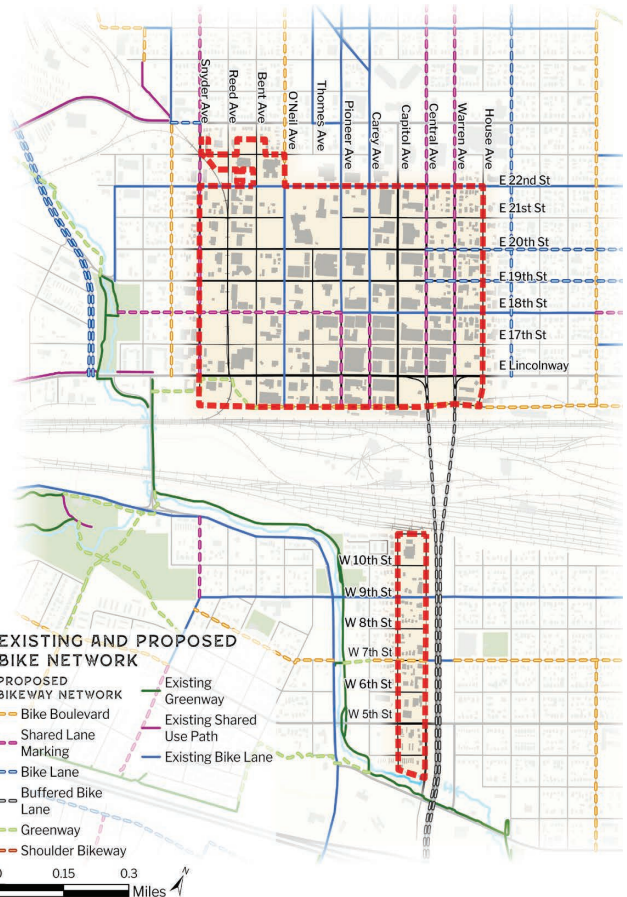 Snyder Ave
Reed Ave
Bent Ave
O'Neil Ave
Thomes Ave
Pioneer Ave
Carey Ave
Capitol Ave
Central Ave
Warren Ave
House Ave
E 22nd St
E 21st St
E 20th St
E 19th St
E 18th St
E 17th St
E Lincolnway
W 10th St
W 9th St
W 8th St
W 7th St
W 6th St
W 5th St
EXISTING AND PROPOSED
BIKE NETWORK
PROPOSED
BIKEWAY NETWORK
Bike Boulevard
Shared Lane
Marking
Bike Lane
Buffered Bike
Lane
Greenway
Shoulder Bikeway
Existing
Greenway
Existing Shared
Use Path
Existing Bike Lane
0 0.15 0.3
Miles
N